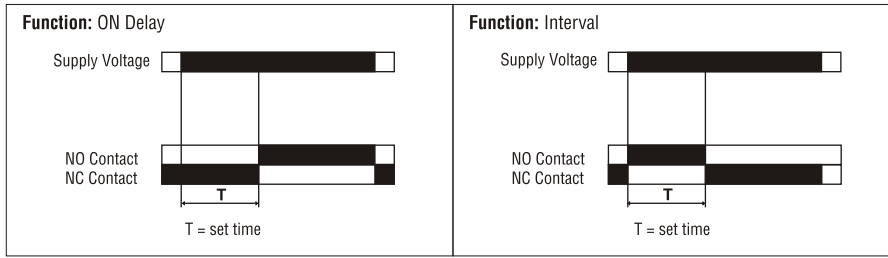 Function: ON Delay
Supply Voltage
NO Contact
NC Contact
T
T = set time
Function: Interval
Supply Voltage
NO Contact
NC Contact
T
T = set time